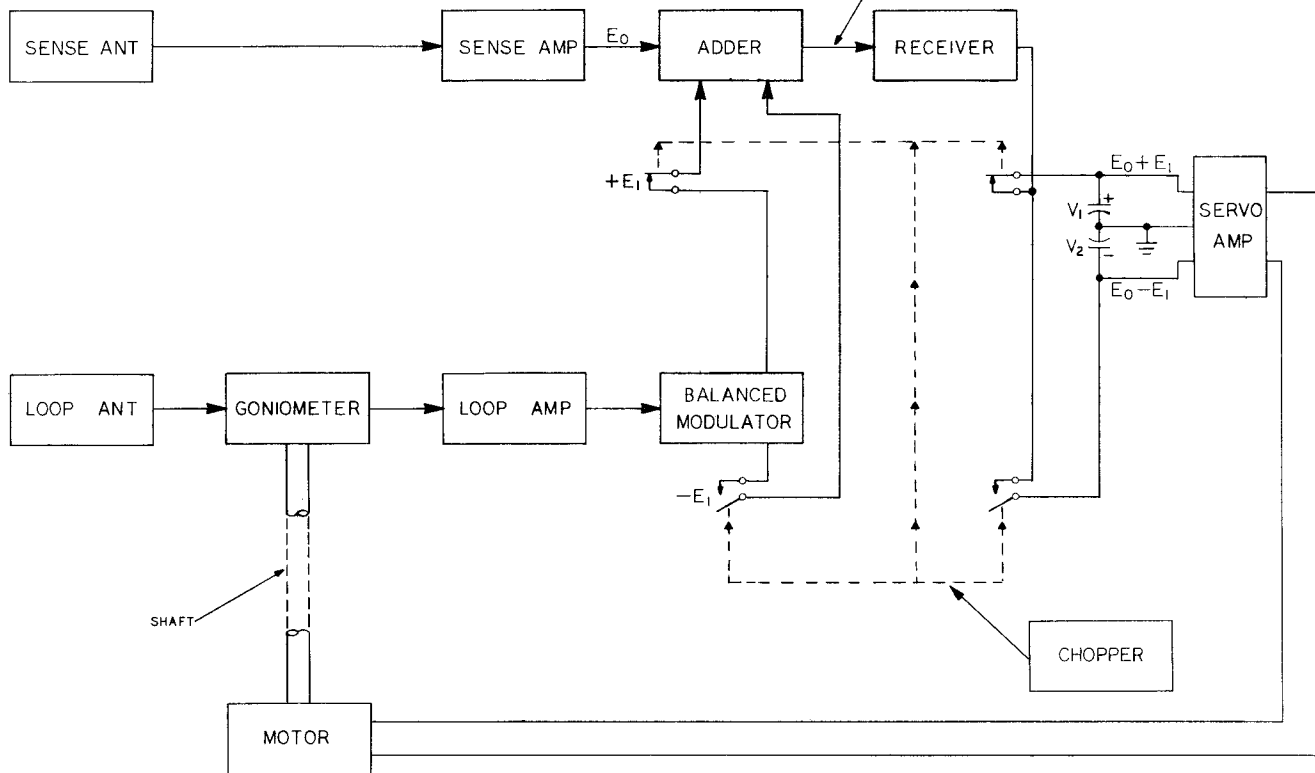 SENSE ANT
SENSE AMP
E0
ADDER
RECEIVER
+E1
E0+E1
V1
+
V2
-
E0-E1
SERVO
AMP
LOOP ANT
GONIOMETER
LOOP AMP
BALANCED
MODULATOR
-E1
SHAFT
CHOPPER
MOTOR